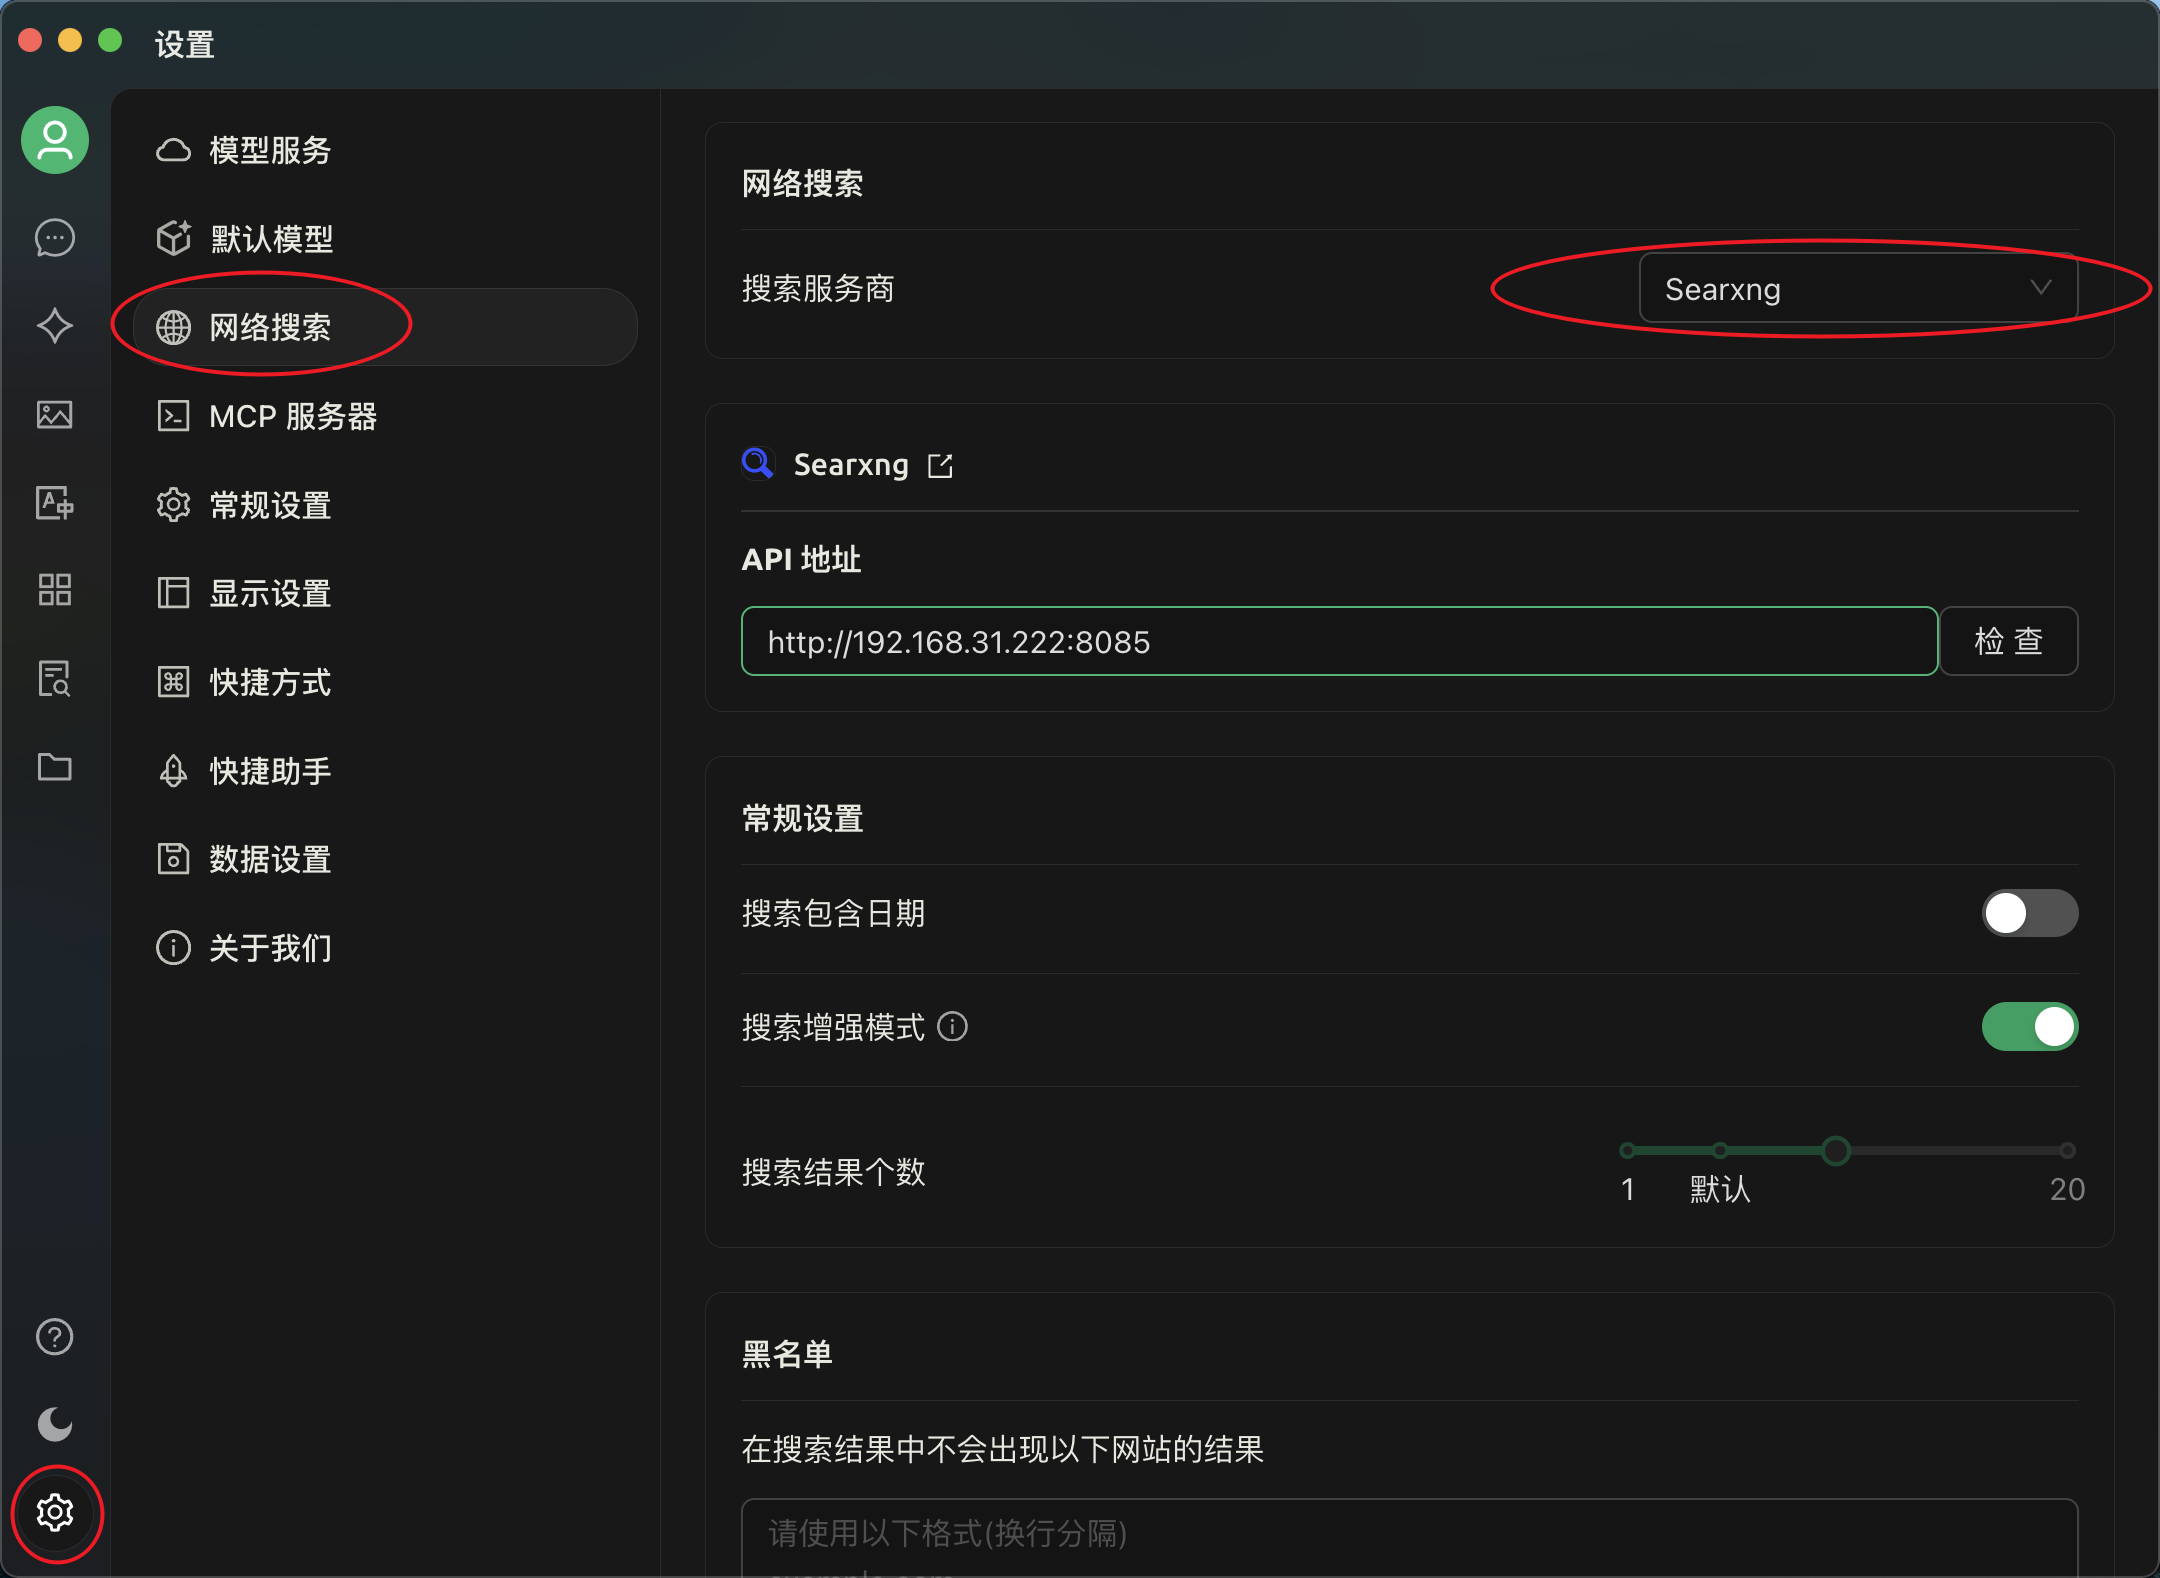 设置
模型服务
默认模型
网络搜索
MCP 服务器
常规设置
显示设置
快捷方式
快捷助手
数据设置
关于我们
网络搜索
搜索服务商
Searxng
Searxng
API 地址
http://192.168.31.222:8085
检 查
常规设置
搜索包含日期
搜索增强模式
搜索结果个数
1 默认 20
黑名单
在搜索结果中不会出现以下网站的结果
请使用以下格式(换行分隔)